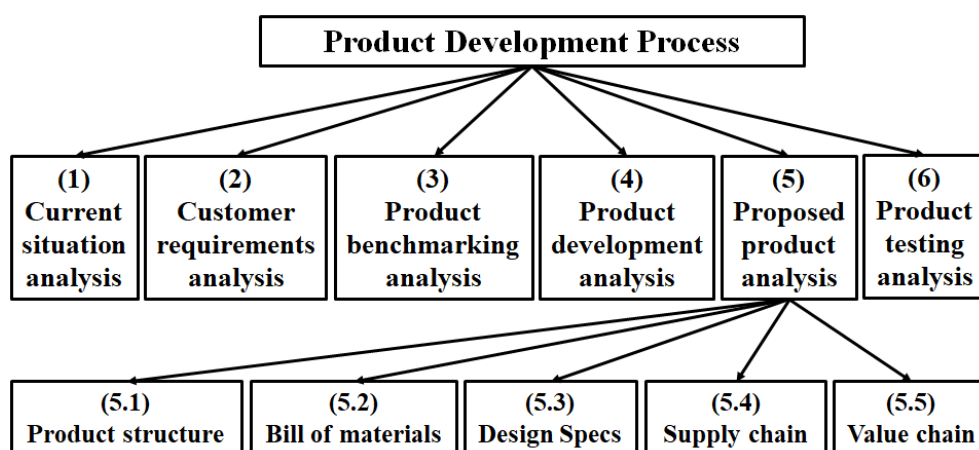 Product Development Process
(1)
Current
situation
analysis
(2)
Customer
requirements
analysis
(3)
Product
benchmarking
analysis
(4)
Product
development
analysis
(5)
Proposed
product
analysis
(6)
Product
testing
analysis
(5.1)
Product structure
(5.2)
Bill of materials
(5.3)
Design Specs
(5.4)
Supply chain
(5.5)
Value chain